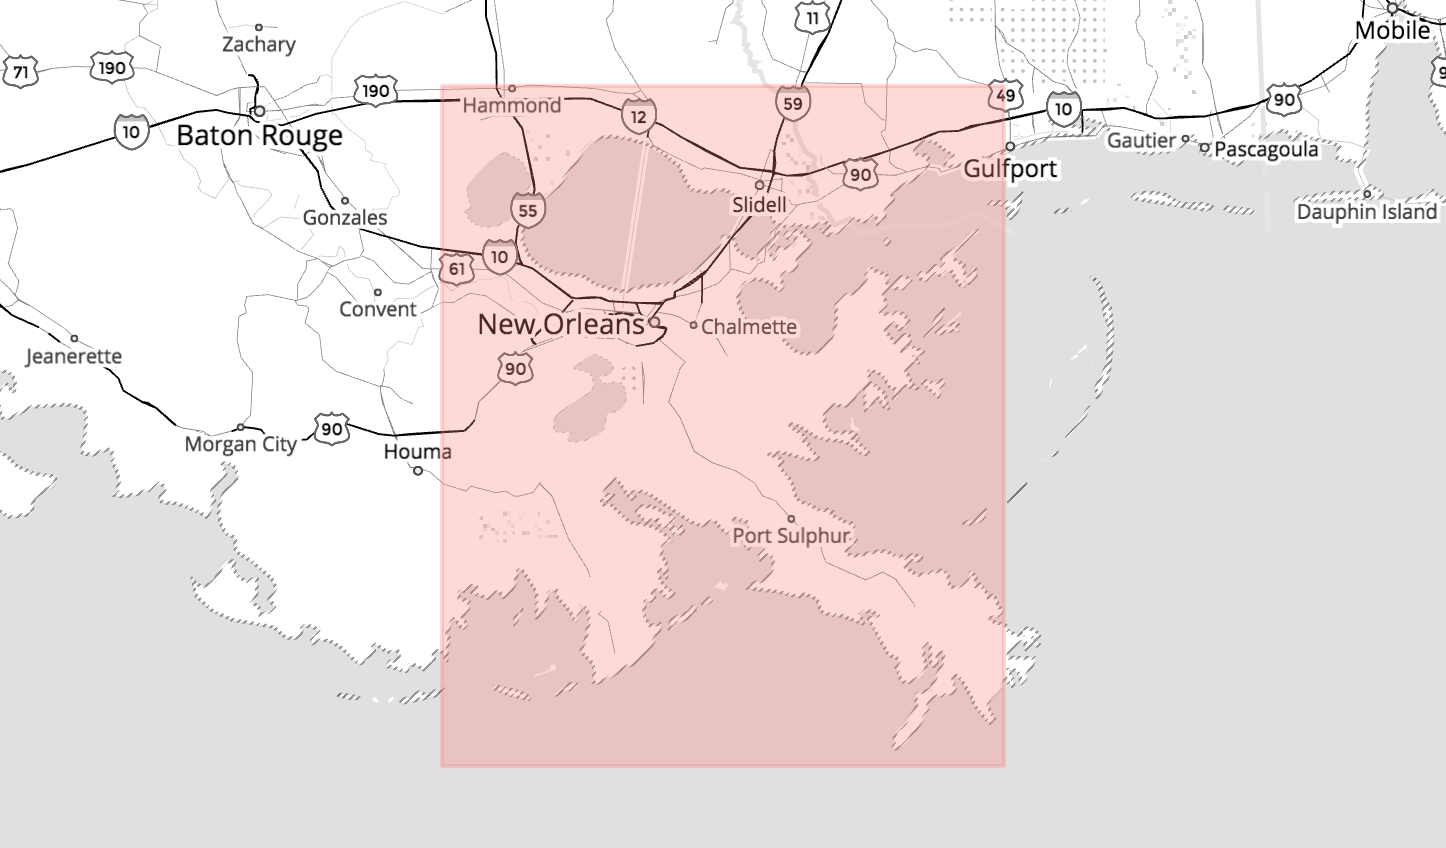 11
Mobile
Zachary
71
190
190
9
Hammond
49
90
59
10
12
10
Baton Rouge
Gautier
Pascagoula
Gulfport
90
Slidell
55
Gonzales
Dauphin Island
10
61
Convent
New Orleans
Chalmette
Jeanerette
90
90
Morgan City
Houma
Port Sulphur